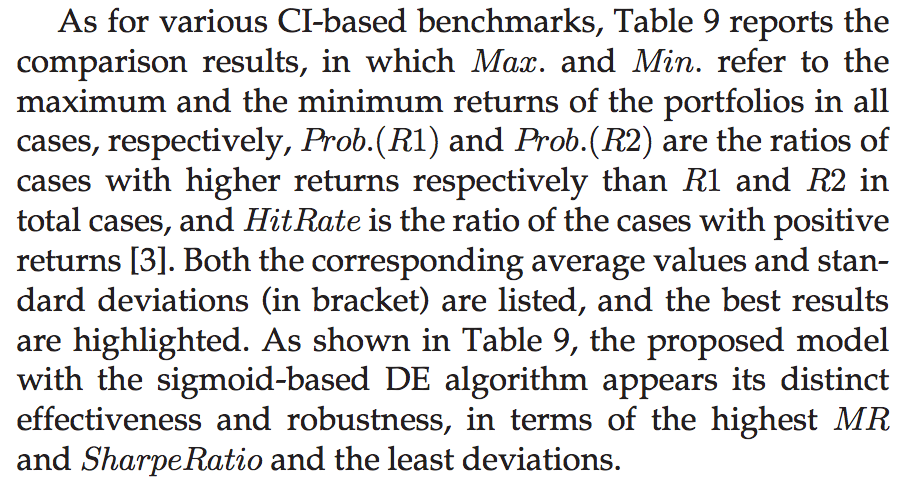 As for various CI-based benchmarks, Table 9 reports the
comparison results, in which Max. and Min. refer to the
maximum and the minimum returns of the portfolios in all
cases, respectively, Prob.(R1) and Prob.(R2) are the ratios of
cases with higher returns respectively than R1 and R2 in
total cases, and HitRate is the ratio of the cases with positive
returns [3]. Both the corresponding average values and stan-
dard deviations (in bracket) are listed, and the best results
are highlighted. As shown in Table 9, the proposed model
with the sigmoid-based DE algorithm appears its distinct
effectiveness and robustness, in terms of the highest MR
and SharpeRatio and the least deviations.